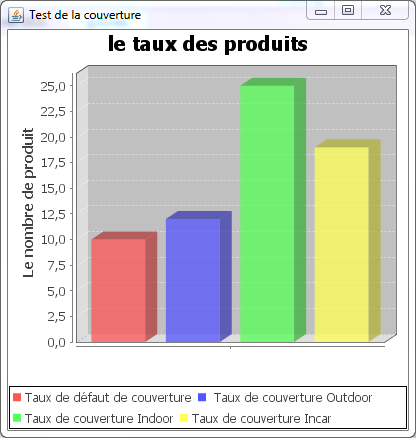 Test de la couverture
le taux des produits
Le nombre de produit
25,0
22,5
20,0
17,5
15,0
12,5
10,0
7,5
5,0
2,5
0,0
Taux de défaut de couverture Taux de couverture Outdoor
Taux de couverture Indoor Taux de couverture Incar